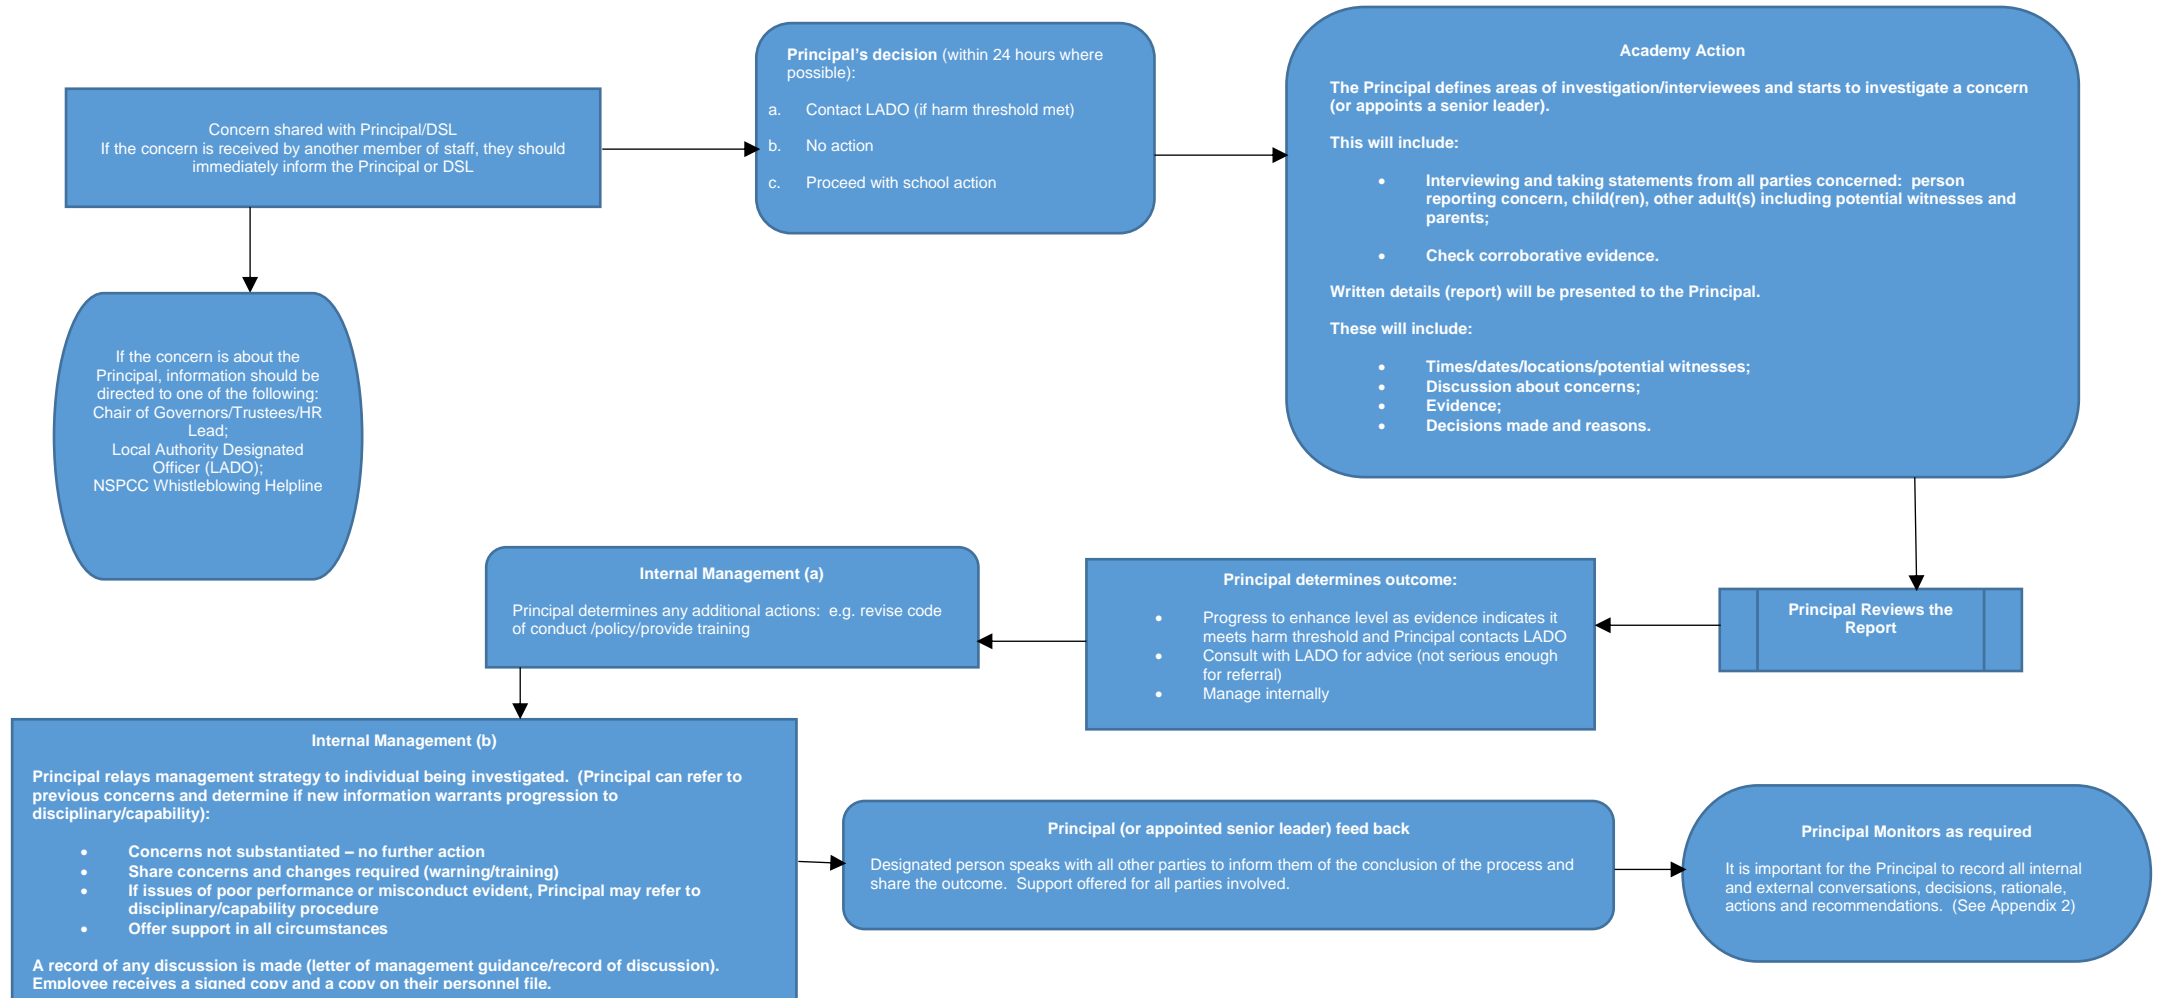 Concern shared with Principal/DSL
If the concern is received by another member of staff, they should
immediately inform the Principal or DSL
If the concern is about the
Principal, information should be
directed to one of the following:
Chair of Governors/Trustees/HR
Lead;
Local Authority Designated
Officer (LADO);
NSPCC Whistleblowing Helpline
Principal's decision (within 24 hours where
possible):
a. Contact LADO (if harm threshold met)
b. No action
c. Proceed with school action
Academy Action
The Principal defines areas of investigation/interviewees and starts to investigate a concern
(or appoints a senior leader).
This will include:
• Interviewing and taking statements from all parties concerned:  person
reporting concern, child(ren), other adult(s) including potential witnesses and
parents;
• Check corroborative evidence.
Written details (report) will be presented to the Principal.
These will include:
• Times/dates/locations/potential witnesses;
• Discussion about concerns;
• Evidence;
• Decisions made and reasons.
Principal Reviews the
Report
Principal determines outcome:
• Progress to enhance level as evidence indicates it
meets harm threshold and Principal contacts LADO
• Consult with LADO for advice (not serious enough
for referral)
• Manage internally
Internal Management (a)
Principal determines any additional actions:  e.g. revise code
of conduct /policy/provide training
Internal Management (b)
Principal relays management strategy to individual being investigated.  (Principal can refer to
previous concerns and determine if new information warrants progression to
disciplinary/capability):
• Concerns not substantiated – no further action
• Share concerns and changes required (warning/training)
• If issues of poor performance or misconduct evident, Principal may refer to
disciplinary/capability procedure
• Offer support in all circumstances
A record of any discussion is made (letter of management guidance/record of discussion).
Employee receives a signed copy and a copy on their personnel file.
Principal (or appointed senior leader) feed back
Designated person speaks with all other parties to inform them of the conclusion of the process and
share the outcome.  Support offered for all parties involved.
Principal Monitors as required
It is important for the Principal to record all internal
and external conversations, decisions, rationale,
actions and recommendations.  (See Appendix 2)